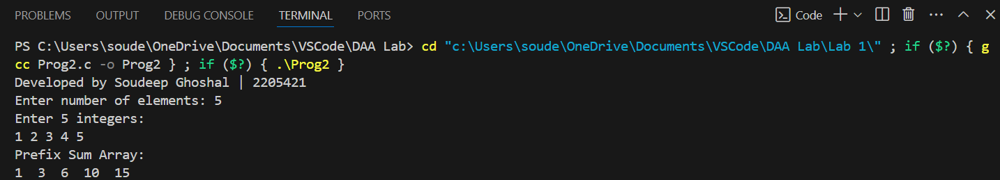 PROBLEMS OUTPUT DEBUG CONSOLE TERMINAL PORTS Code
PS C:\Users\soude\OneDrive\Documents\VSCode\DAA Lab> cd "c:\Users\soude\OneDrive\Documents\VSCode\DAA Lab\Lab 1\" ; if ($?) { g
cc Prog2.c -o Prog2 } ; if ($?) { .\Prog2 }
Developed by Soudeep Ghoshal | 2205421
Enter number of elements: 5
Enter 5 integers:
1 2 3 4 5
Prefix Sum Array:
1  3  6  10  15